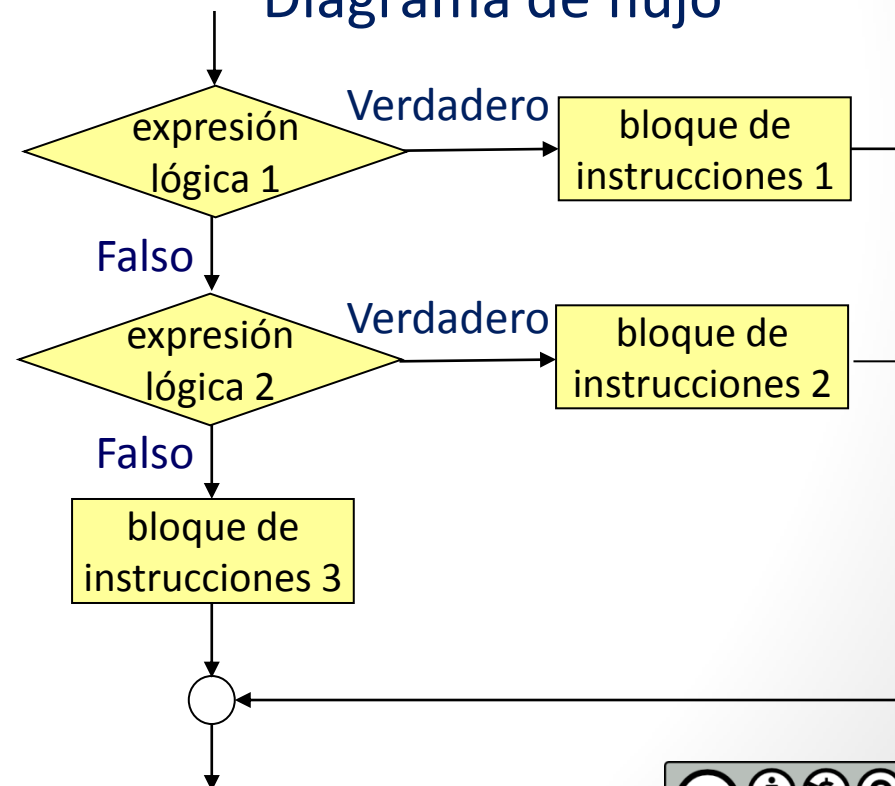 Diagrama de flujo
expresión
lógica 1
Verdadero
bloque de
instrucciones 1
Falso
expresión
lógica 2
Verdadero
bloque de
instrucciones 2
Falso
bloque de
instrucciones 3